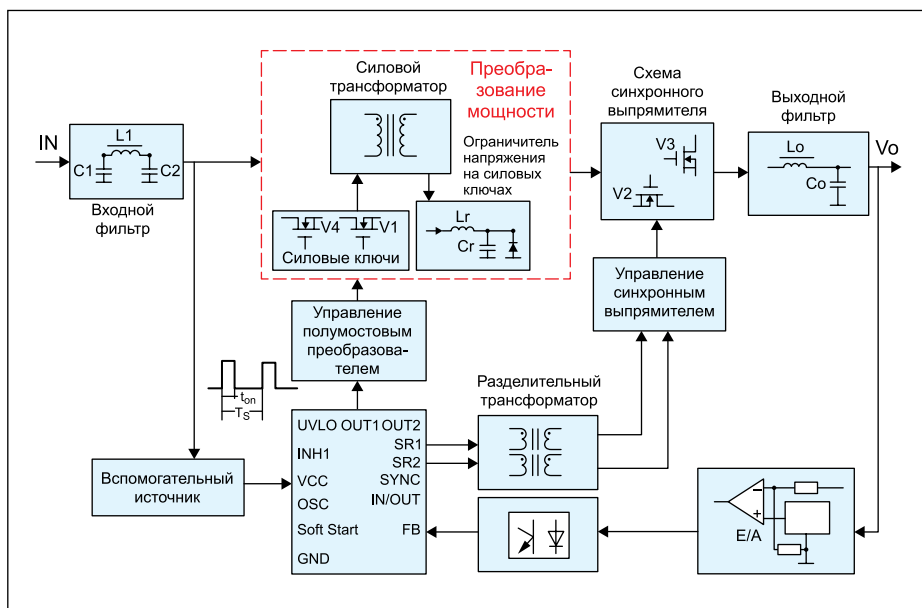 Силовой
трансформатор
Преобра-
зование
мощности
Схема
синхронного
выпрямителя
Выходной
фильтр
IN
L1
C1
C2
Входной
фильтр
Ограничитель
напряжения
на силовых
ключах
V4
V1
Силовые ключи
Lr
Cr
V3
V2
Lo
Co
Vo
Управление
полумостовым
преобразова-
телем
Управление
синхронным
выпрямителем
ton
TS
Разделительный
трансформатор
Вспомогательный
источник
UVLO OUT1 OUT2
SR1
INH1
SR2
VCC
SYNC
OSC
IN/OUT
Soft Start
FB
GND
E/A